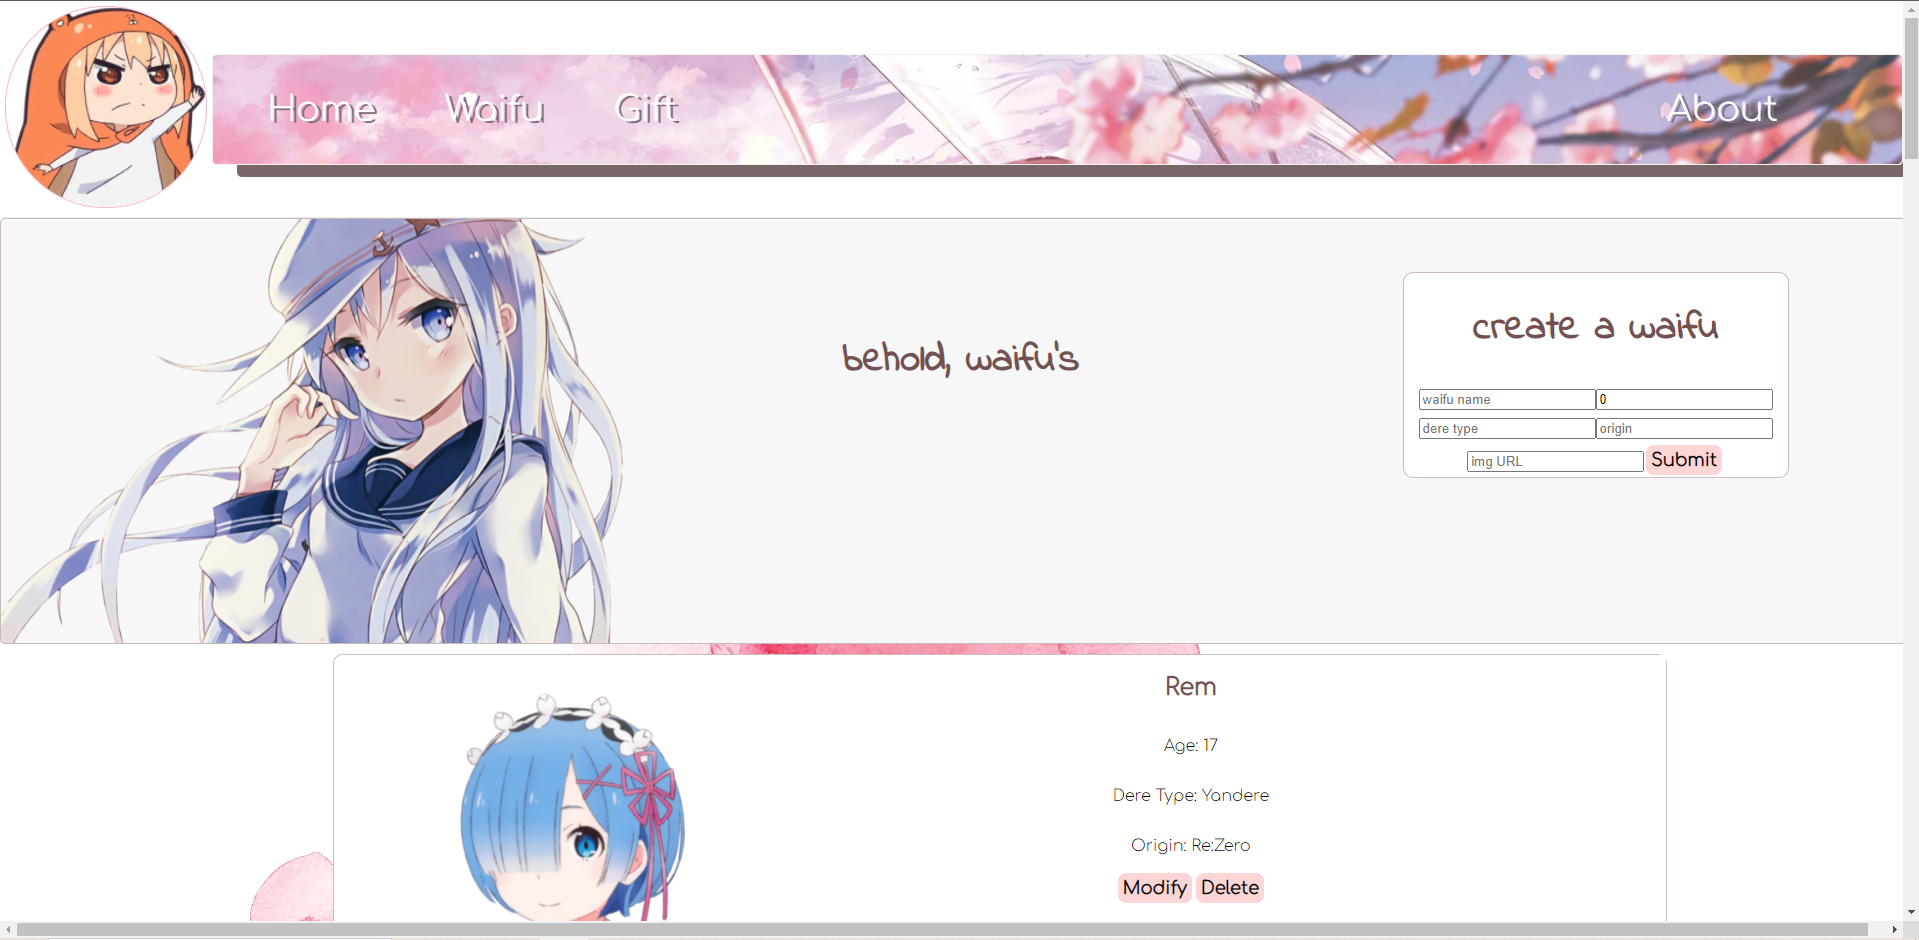 Home Waifu Gift About
behold, waifu's
create a waifu
waifu name 0
dere type origin
img URL Submit
Rem
Age: 17
Dere Type: Yandere
Origin: Re:Zero
Modify Delete